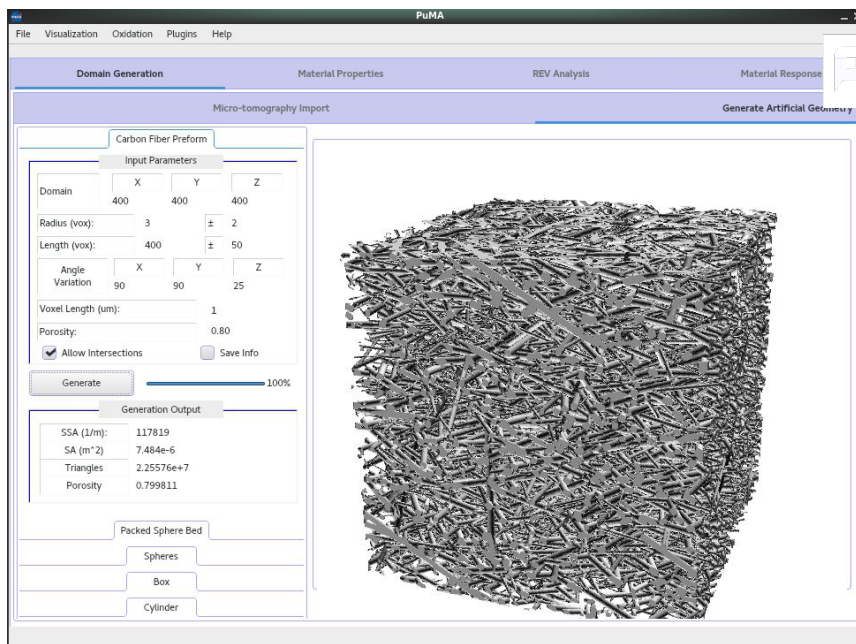 PuMA
File Visualization Oxidation Plugins Help
Domain Generation Material Properties REV Analysis Material Response
Micro-tomography Import Generate Artificial Geometry
Carbon Fiber Preform
Input Parameters
Domain X Y Z
400 400 400
Radius (vox): 3 ± 2
Length (vox): 400 ± 50
Angle Variation X Y Z
90 90 25
Voxel Length (um): 1
Porosity: 0.80
Allow Intersections Save Info
Generate 100%
Generation Output
SSA (1/m): 117819
SA (m^2) 7.484e-6
Triangles 2.25576e+7
Porosity 0.799811
Packed Sphere Bed
Spheres
Box
Cylinder